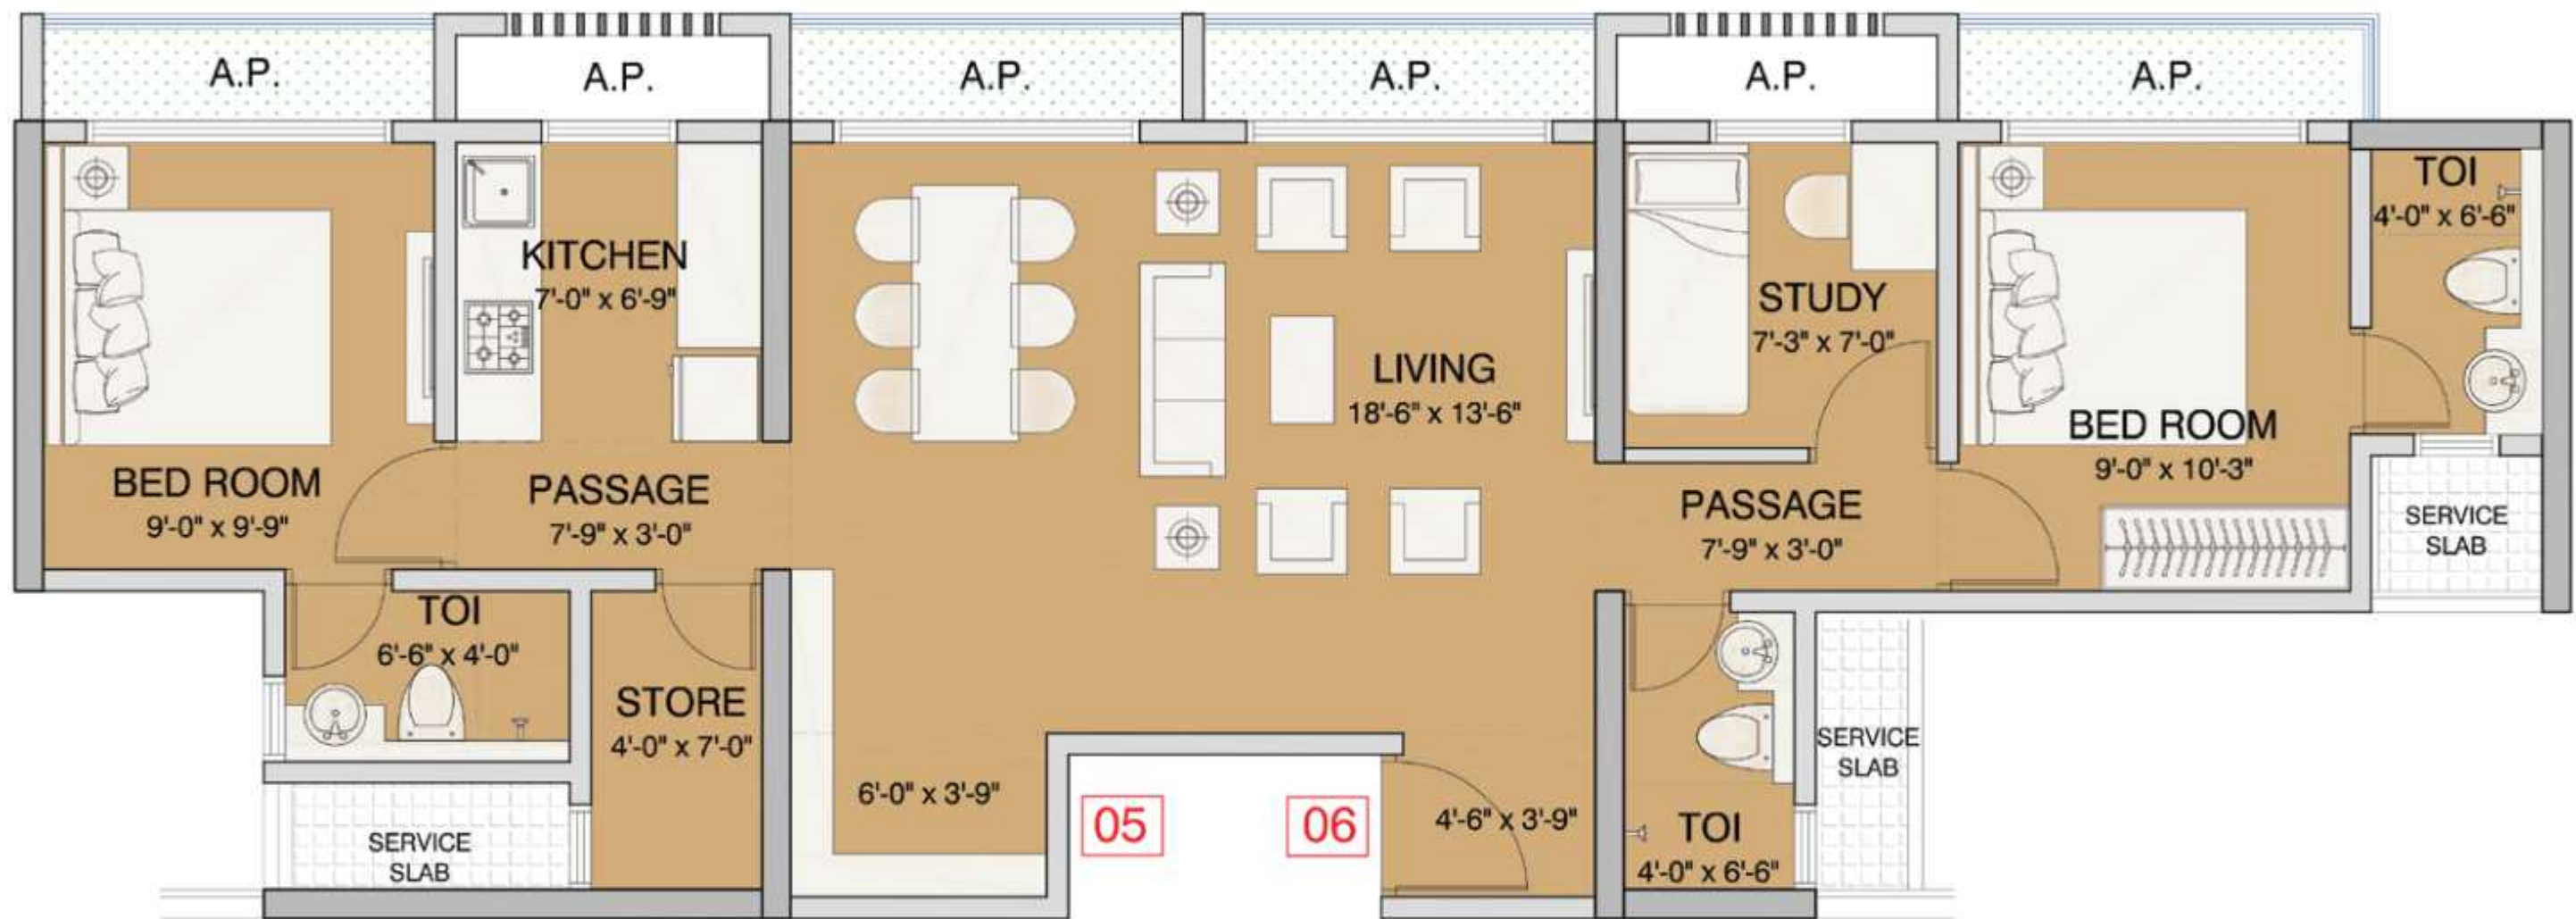 A.P.
A.P.
A.P.
A.P.
A.P.
A.P.
TOI
4'-0" x 6'-6"
KITCHEN
7'-0" x 6'-9"
STUDY
7'-3" x 7'-0"
LIVING
18'-6" x 13'-6"
BED ROOM
9'-0" x 10'-3"
BED ROOM
9'-0" x 9'-9"
PASSAGE
7'-9" x 3'-0"
PASSAGE
7'-9" x 3'-0"
SERVICE
SLAB
TOI
6'-6" x 4'-0"
STORE
4'-0" x 7'-0"
SERVICE
SLAB
6'-0" x 3'-9"
05
06
4'-6" x 3'-9"
TOI
4'-0" x 6'-6"
SERVICE
SLAB